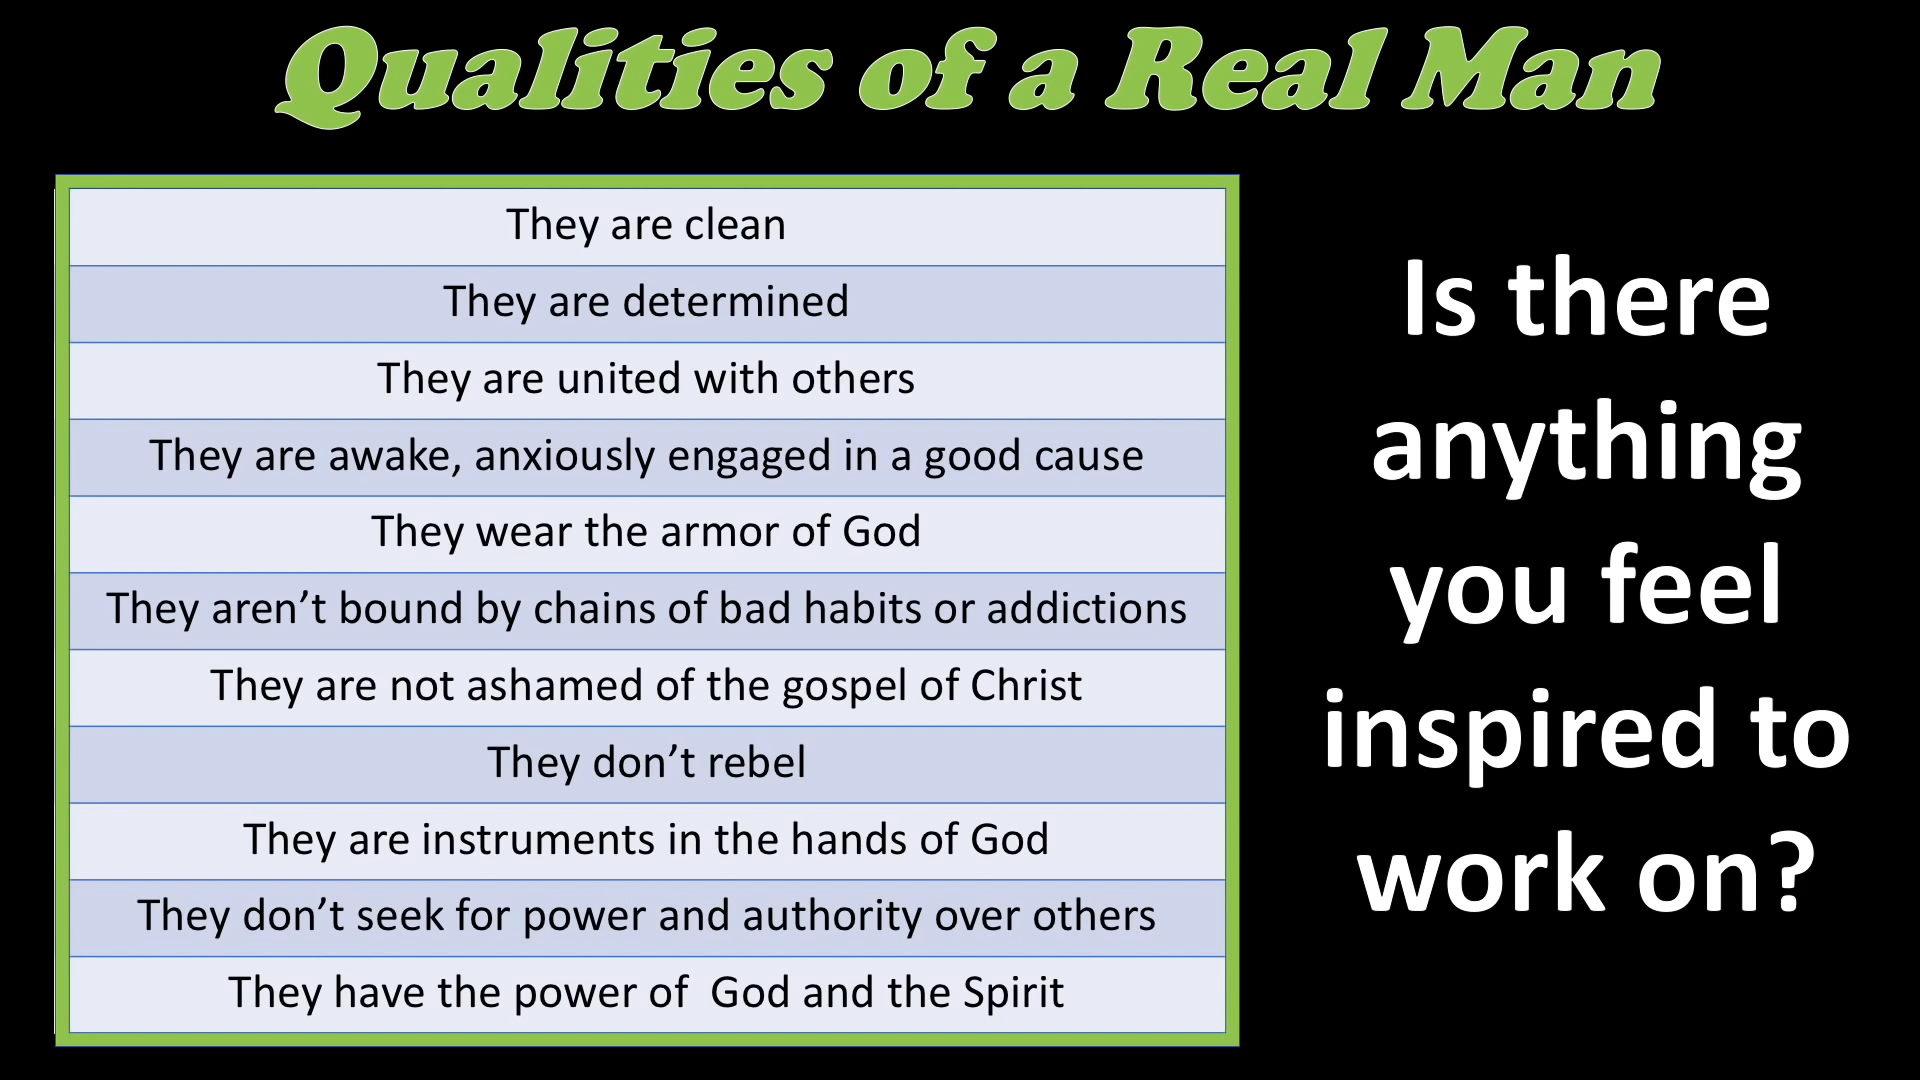 Qualities of a Real Man
They are clean
They are determined
They are united with others
They are awake, anxiously engaged in a good cause
They wear the armor of God
They aren’t bound by chains of bad habits or addictions
They are not ashamed of the gospel of Christ
They don’t rebel
They are instruments in the hands of God
They don’t seek for power and authority over others
They have the power of  God and the Spirit
Is there
anything
you feel
inspired to
work on?